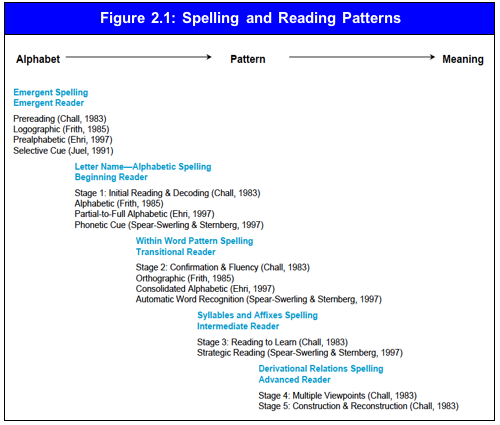 Figure 2.1: Spelling and Reading Patterns
Alphabet Pattern Meaning
Emergent Spelling
Emergent Reader
Prereading (Chall, 1983)
Logographic (Frith, 1985)
Prealphabetic (Ehri, 1997)
Selective Cue (Juel, 1991)
Letter Name—Alphabetic Spelling
Beginning Reader
Stage 1: Initial Reading & Decoding (Chall, 1983)
Alphabetic (Frith, 1985)
Partial-to-Full Alphabetic (Ehri, 1997)
Phonetic Cue (Spear-Swerling & Sternberg, 1997)
Within Word Pattern Spelling
Transitional Reader
Stage 2: Confirmation & Fluency (Chall, 1983)
Orthographic (Frith, 1985)
Consolidated Alphabetic (Ehri, 1997)
Automatic Word Recognition (Spear-Swerling & Sternberg, 1997)
Syllables and Affixes Spelling
Intermediate Reader
Stage 3: Reading to Learn (Chall, 1983)
Strategic Reading (Spear-Swerling & Sternberg, 1997)
Derivational Relations Spelling
Advanced Reader
Stage 4: Multiple Viewpoints (Chall, 1983)
Stage 5: Construction & Reconstruction (Chall, 1983)